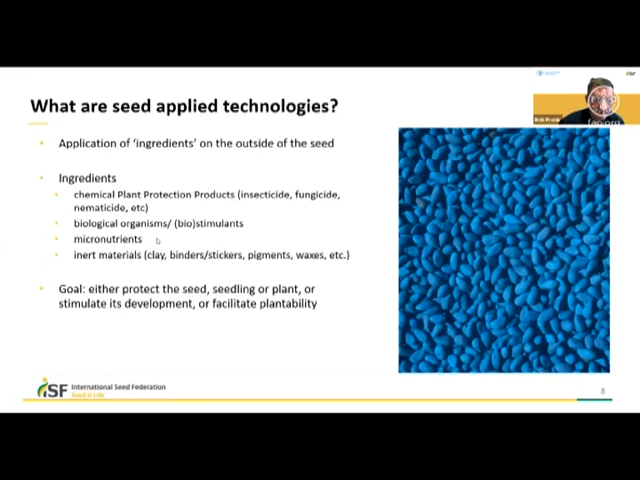 What are seed applied technologies?
Application of ‘ingredients’ on the outside of the seed
Ingredients
chemical Plant Protection Products (insecticide, fungicide,
nematicide, etc)
biological organisms/ (bio)stimulants
micronutrients
inert materials (clay, binders/stickers, pigments, waxes, etc.)
Goal: either protect the seed, seedling or plant, or
stimulate its development, or facilitate plantability
fao.org
iSF
International Seed Federation
Seed is Life
8